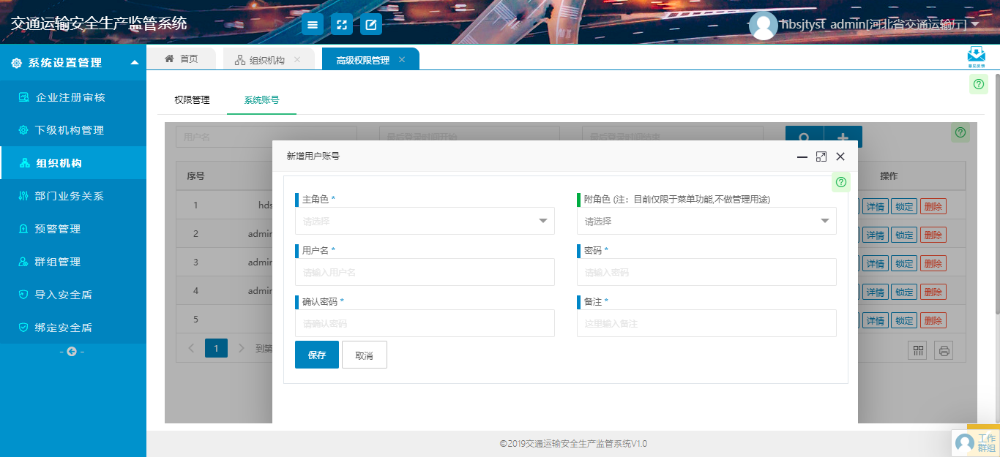 交通运输安全生产监管系统
hbsjtyst_admin[河北省交通运输厅]
系统设置管理
首页
组织机构
高级权限管理
意见反馈
企业注册审核
下级机构管理
组织机构
部门业务关系
预警管理
群组管理
导入安全盾
绑定安全盾
权限管理
系统账号
用户名
最后登录时间开始
最后登录时间结束
序号
操作
1
hds
详情 锁定 删除
2
admin
详情 锁定 删除
3
admin
详情 锁定 删除
4
admin
详情 锁定 删除
5
详情 锁定 删除
1
到第
新增用户账号
主角色 *
请选择
附角色 (注：目前仅限于菜单功能,不做管理用途)
请选择
用户名 *
请输入用户名
密码 *
请输入密码
确认密码 *
请确认密码
备注 *
这里输入备注
保存
取消
©2019交通运输安全生产监管系统V1.0
工作
群组